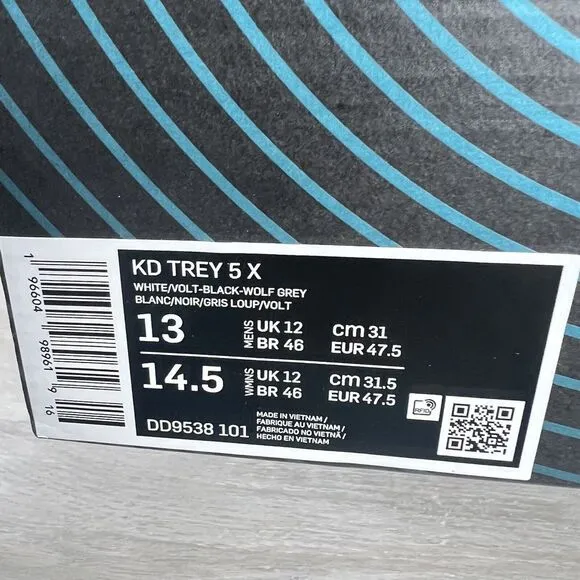 KD TREY 5 X
WHITE/VOLT-BLACK-WOLF GREY
BLANC/NOIR/GRIS LOUP/VOLT
13 MENS UK 12 cm 31
BR 46 EUR 47.5
14.5 WMNS UK 12 cm 31.5
BR 46 EUR 47.5
DD9538 101
MADE IN VIETNAM/
FABRIQUE AU VIETNAM/
FABRICADO NO VIETNÃ/
HECHO EN VIETNAM
RFID
1 96604 98961 9 16